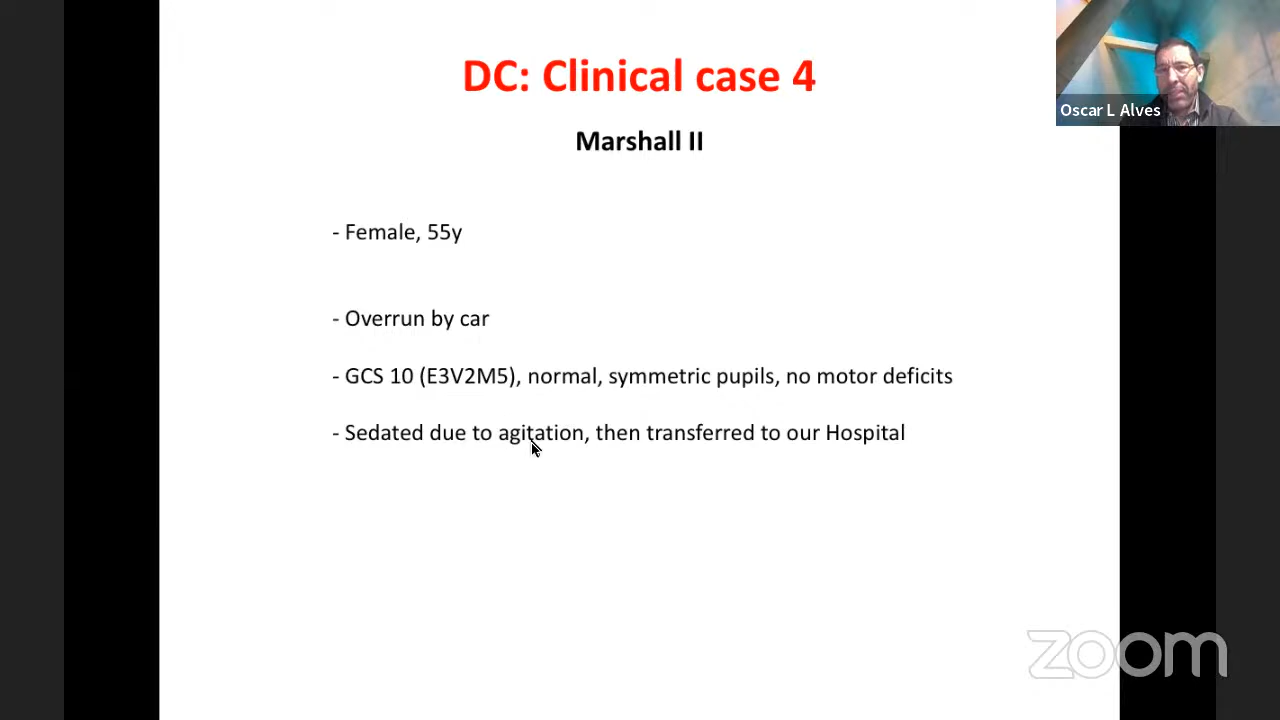 DC: Clinical case 4
Oscar L Alves
Marshall II
- Female, 55y
- Overrun by car
- GCS 10 (E3V2M5), normal, symmetric pupils, no motor deficits
- Sedated due to agitation, then transferred to our Hospital
zoom